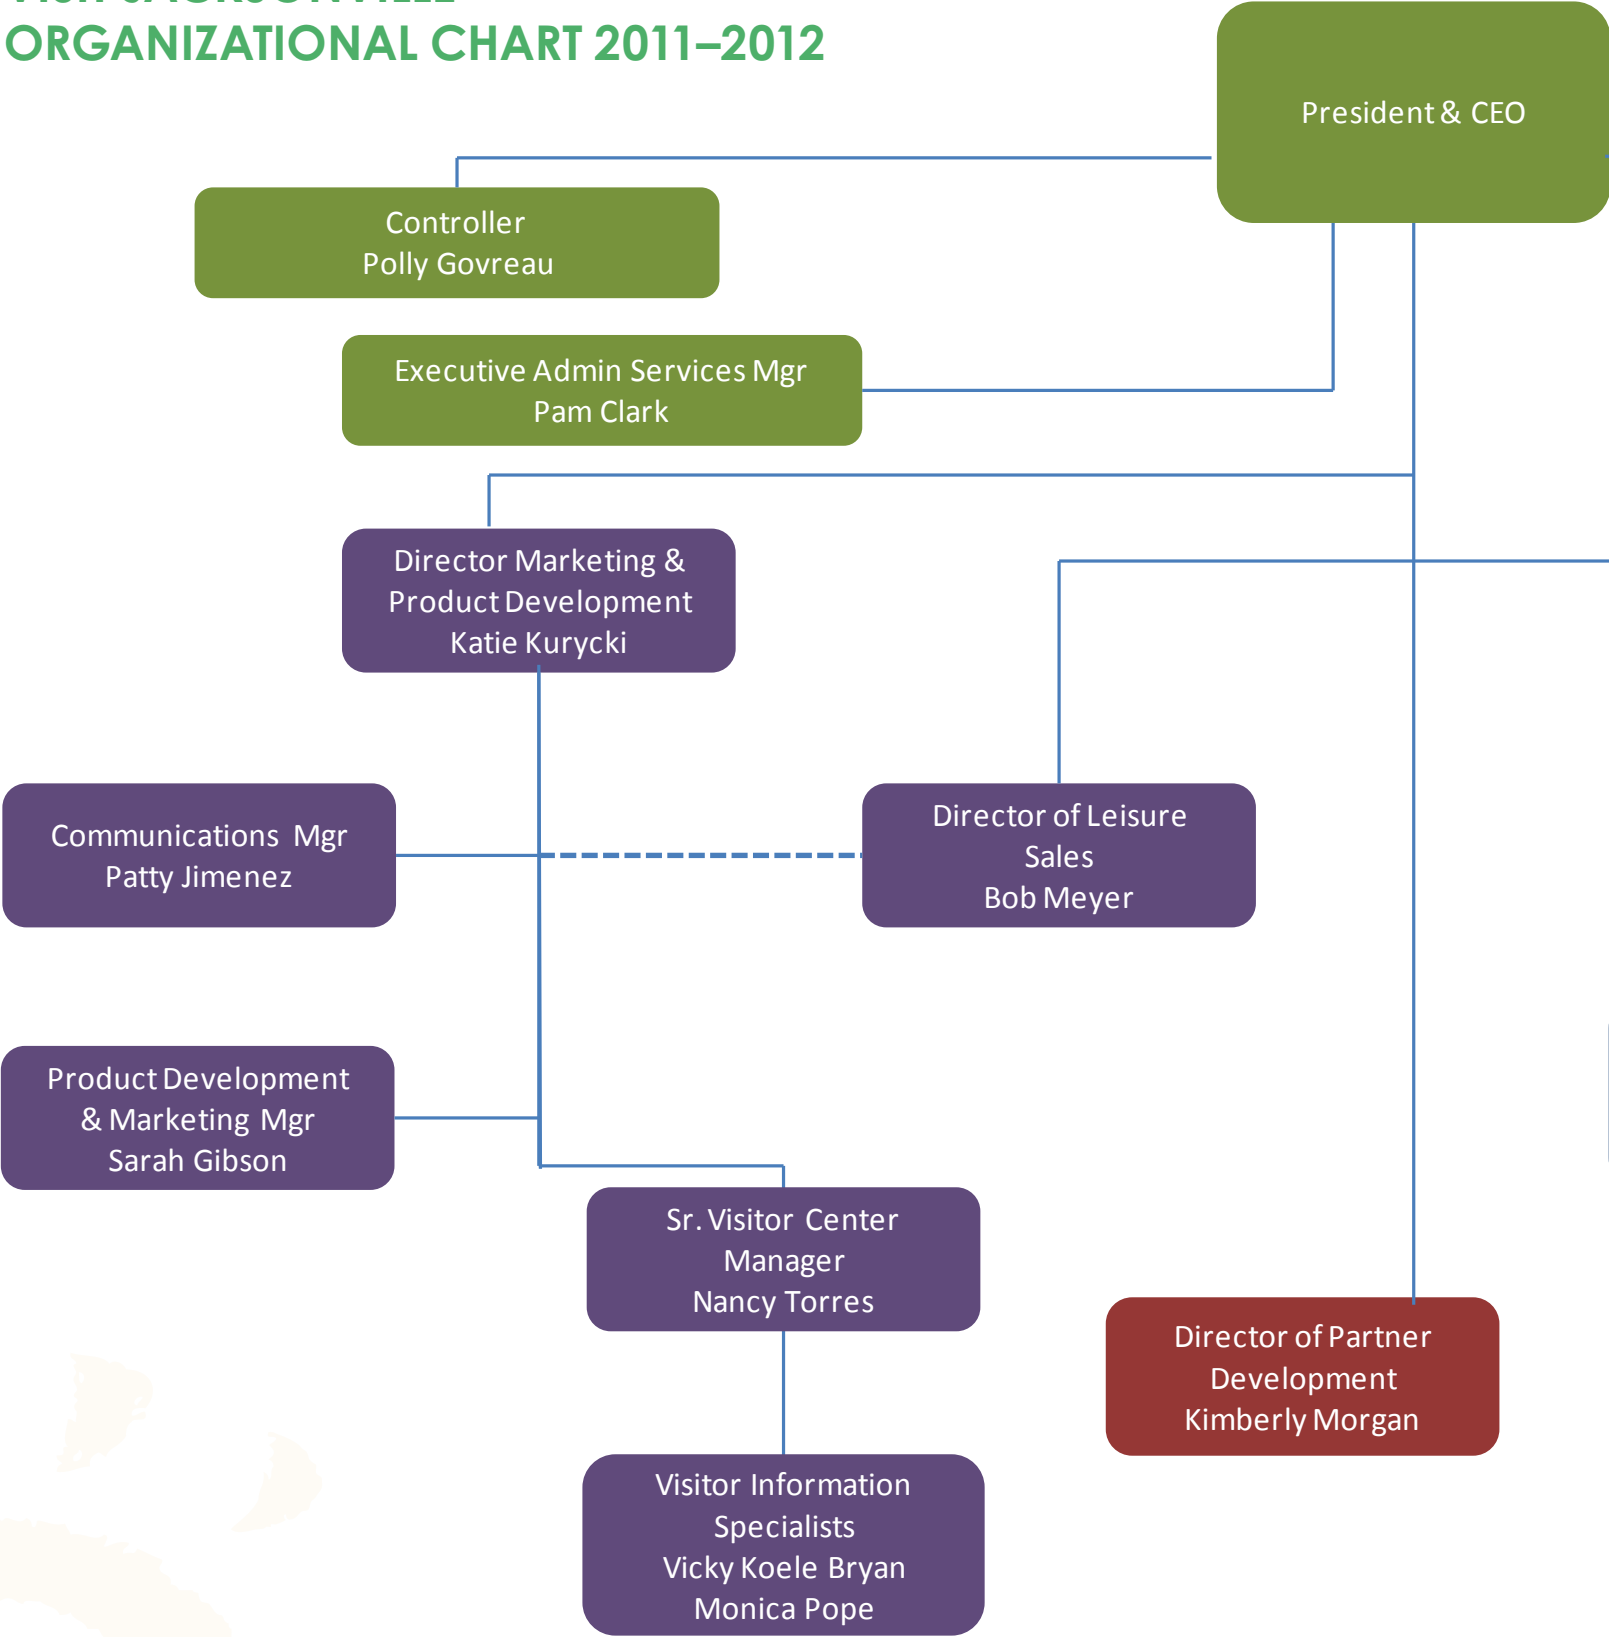 ORGANIZATIONAL CHART 2011–2012
President & CEO
Controller
Polly Govreau
Executive Admin Services Mgr
Pam Clark
Director Marketing &
Product Development
Katie Kurycki
Communications Mgr
Patty Jimenez
Director of Leisure
Sales
Bob Meyer
Product Development
& Marketing Mgr
Sarah Gibson
Sr. Visitor Center
Manager
Nancy Torres
Director of Partner
Development
Kimberly Morgan
Visitor Information
Specialists
Vicky Koele Bryan
Monica Pope